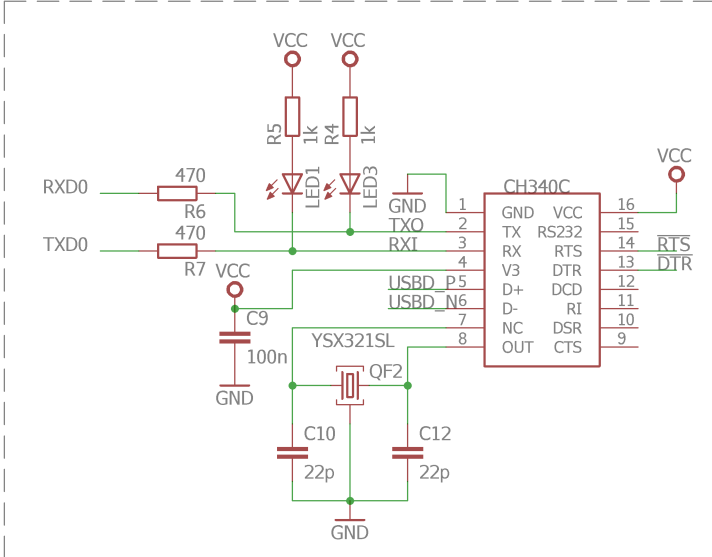 VCC VCC
R5 1k R4 1k
VCC
470
RXD0
R6
LED1 LED3
CH340C
GND
1 GND VCC 16
TXO
2 TX RS232 15
470
TXD0
RXI
3 RX RTS 14 RTS
R7
VCC
4 V3 DTR 13 DTR
USBD_P 5 D+ DCD 12
USBD_N 6 D- RI 11
C9
7 NC DSR 10
100n
YSX321SL
8 OUT CTS 9
QF2
GND
C10 C12
22p 22p
GND